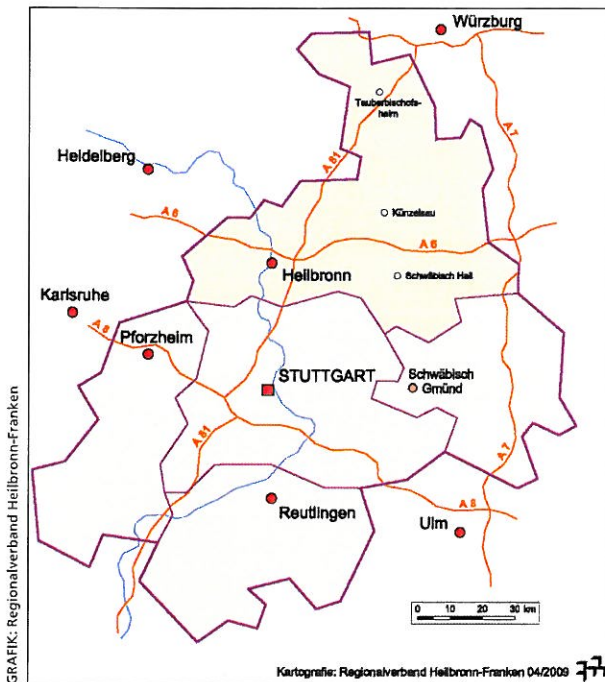 Würzburg
Tauberbischofs-
heim
A 7
Heidelberg
A 81
Künzelsau
A 6
A 6
Heilbronn
Schwäbisch Hall
Karlsruhe
A 8
Pforzheim
STUTTGART
Schwäbisch
Gmünd
A 81
A 7
A 8
Reutlingen
Ulm
0 10 20 30 km
Kartografie: Regionalverband Heilbronn-Franken 04/2009
GRAFIK: Regionalverband Heilbronn-Franken